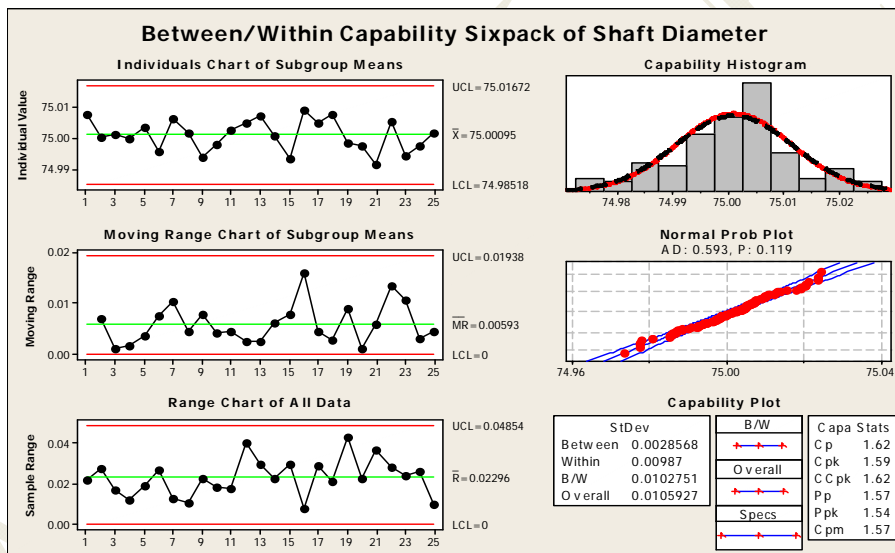 Between/Within Capability Sixpack of Shaft Diameter
Individuals Chart of Subgroup Means
Individual Value
75.01
75.00
74.99
1 3 5 7 9 11 13 15 17 19 21 23 25
UCL=75.01672
X=75.00095
LCL=74.98518
Moving Range Chart of Subgroup Means
Moving Range
0.02
0.01
0.00
1 3 5 7 9 11 13 15 17 19 21 23 25
UCL=0.01938
MR=0.00593
LCL=0
Range Chart of All Data
Sample Range
0.04
0.02
0.00
1 3 5 7 9 11 13 15 17 19 21 23 25
UCL=0.04854
R=0.02296
LCL=0
Capability Histogram
74.98 74.99 75.00 75.01 75.02
Normal Prob Plot
AD: 0.593, P: 0.119
74.96 75.00 75.04
Capability Plot
StDev
Between 0.0028568
Within 0.00987
B/W 0.0102751
Overall 0.0105927
B/W
Overall
Specs
Capa Stats
Cp 1.62
Cpk 1.59
CCpk 1.62
Pp 1.57
Ppk 1.54
Cpm 1.57